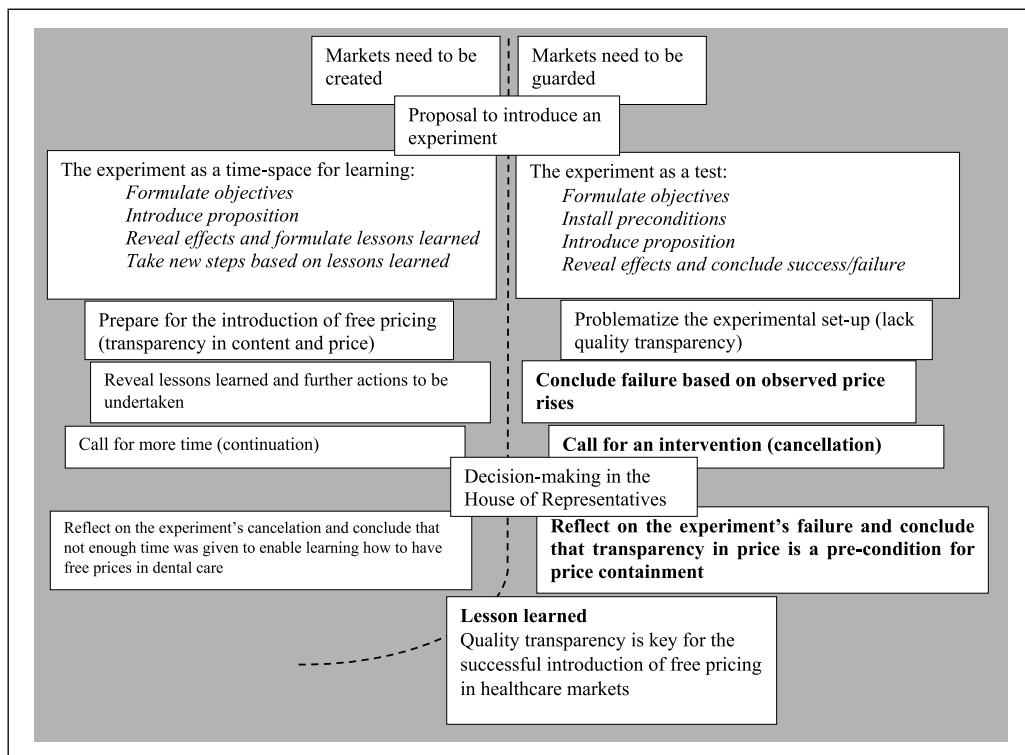 Markets need to be
created
Markets need to be
guarded
Proposal to introduce an
experiment
The experiment as a time-space for learning:
Formulate objectives
Introduce proposition
Reveal effects and formulate lessons learned
Take new steps based on lessons learned
The experiment as a test:
Formulate objectives
Install preconditions
Introduce proposition
Reveal effects and conclude success/failure
Prepare for the introduction of free pricing
(transparency in content and price)
Problematize the experimental set-up (lack
quality transparency)
Reveal lessons learned and further actions to be
undertaken
Conclude failure based on observed price
rises
Call for more time (continuation)
Call for an intervention (cancellation)
Decision-making in the
House of Representatives
Reflect on the experiment's cancelation and conclude that
not enough time was given to enable learning how to have
free prices in dental care
Reflect on the experiment's failure and conclude
that transparency in price is a pre-condition for
price containment
Lesson learned
Quality transparency is key for the
successful introduction of free pricing
in healthcare markets